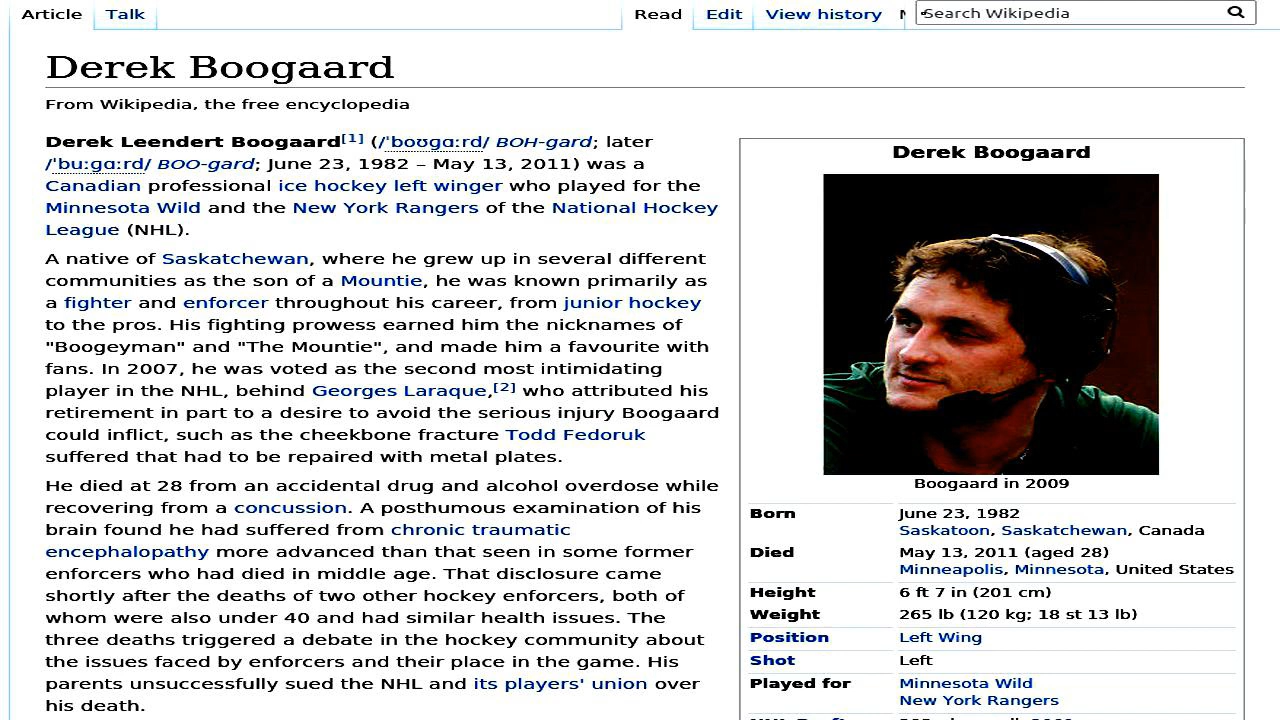 Article Talk Read Edit View history Search Wikipedia
Derek Boogaard
From Wikipedia, the free encyclopedia
Derek Leendert Boogaard[1] (/ˈboʊɡɑːrd/ BOH-gard; later
/ˈbuːɡɑːrd/ BOO-gard; June 23, 1982 – May 13, 2011) was a
Canadian professional ice hockey left winger who played for the
Minnesota Wild and the New York Rangers of the National Hockey
League (NHL).
A native of Saskatchewan, where he grew up in several different
communities as the son of a Mountie, he was known primarily as
a fighter and enforcer throughout his career, from junior hockey
to the pros. His fighting prowess earned him the nicknames of
"Boogeyman" and "The Mountie", and made him a favourite with
fans. In 2007, he was voted as the second most intimidating
player in the NHL, behind Georges Laraque,[2] who attributed his
retirement in part to a desire to avoid the serious injury Boogaard
could inflict, such as the cheekbone fracture Todd Fedoruk
suffered that had to be repaired with metal plates.
He died at 28 from an accidental drug and alcohol overdose while
recovering from a concussion. A posthumous examination of his
brain found he had suffered from chronic traumatic
encephalopathy more advanced than that seen in some former
enforcers who had died in middle age. That disclosure came
shortly after the deaths of two other hockey enforcers, both of
whom were also under 40 and had similar health issues. The
three deaths triggered a debate in the hockey community about
the issues faced by enforcers and their place in the game. His
parents unsuccessfully sued the NHL and its players' union over
his death.
Derek Boogaard
Boogaard in 2009
Born June 23, 1982
Saskatoon, Saskatchewan, Canada
Died May 13, 2011 (aged 28)
Minneapolis, Minnesota, United States
Height 6 ft 7 in (201 cm)
Weight 265 lb (120 kg; 18 st 13 lb)
Position Left Wing
Shot Left
Played for Minnesota Wild
New York Rangers